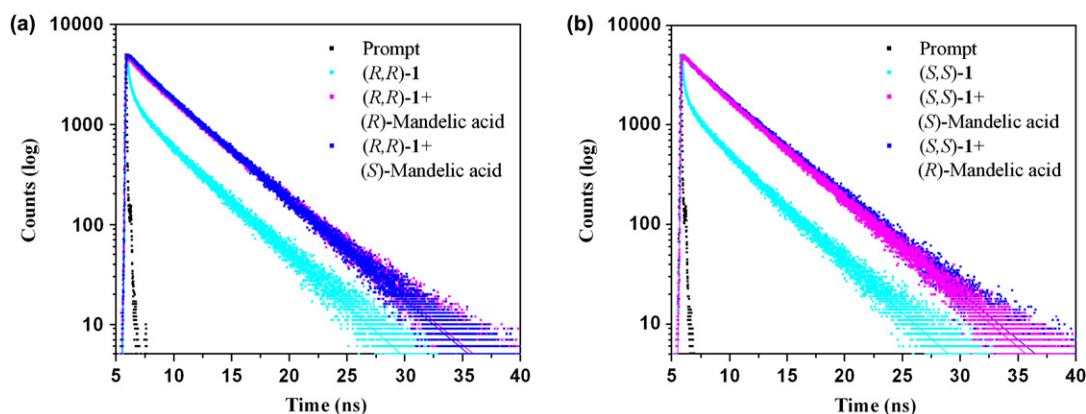 (a)
10000
1000
100
10
Counts (log)
Prompt
(R,R)-1
(R,R)-1+
(R)-Mandelic acid
(R,R)-1+
(S)-Mandelic acid
5 10 15 20 25 30 35 40
Time (ns)
(b)
10000
1000
100
10
Counts (log)
Prompt
(S,S)-1
(S,S)-1+
(S)-Mandelic acid
(S,S)-1+
(R)-Mandelic acid
5 10 15 20 25 30 35 40
Time (ns)